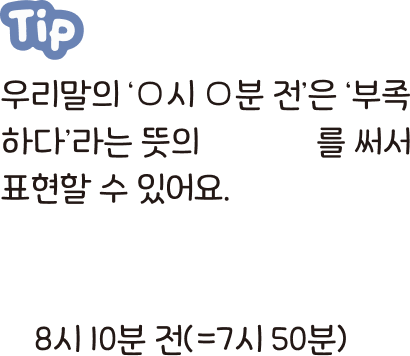 Tip
우리말의 ‘○시 ○분 전’은 ‘부족
하다’라는 뜻의 를 써서
표현할 수 있어요.
8시 10분 전(=7시 50분)